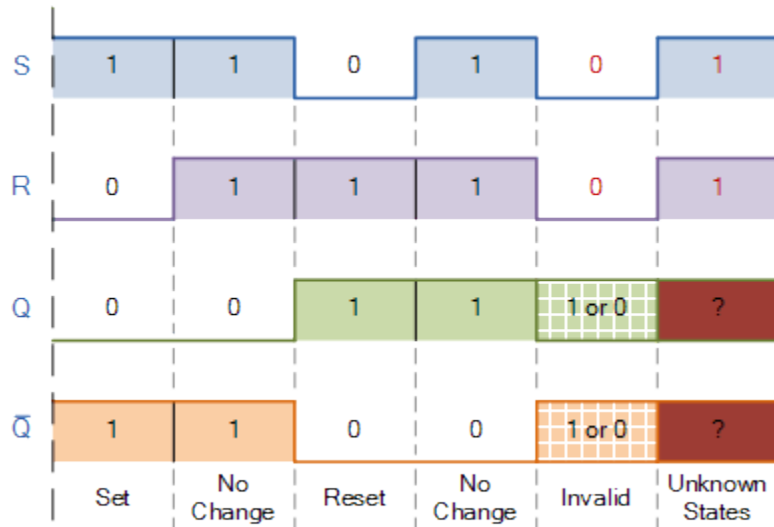 S 1 1 0 1 0 1
R 0 1 1 1 0 1
Q 0 0 1 1 1 or 0 ?
Q̅ 1 1 0 0 1 or 0 ?
Set No Change Reset No Change Invalid Unknown States